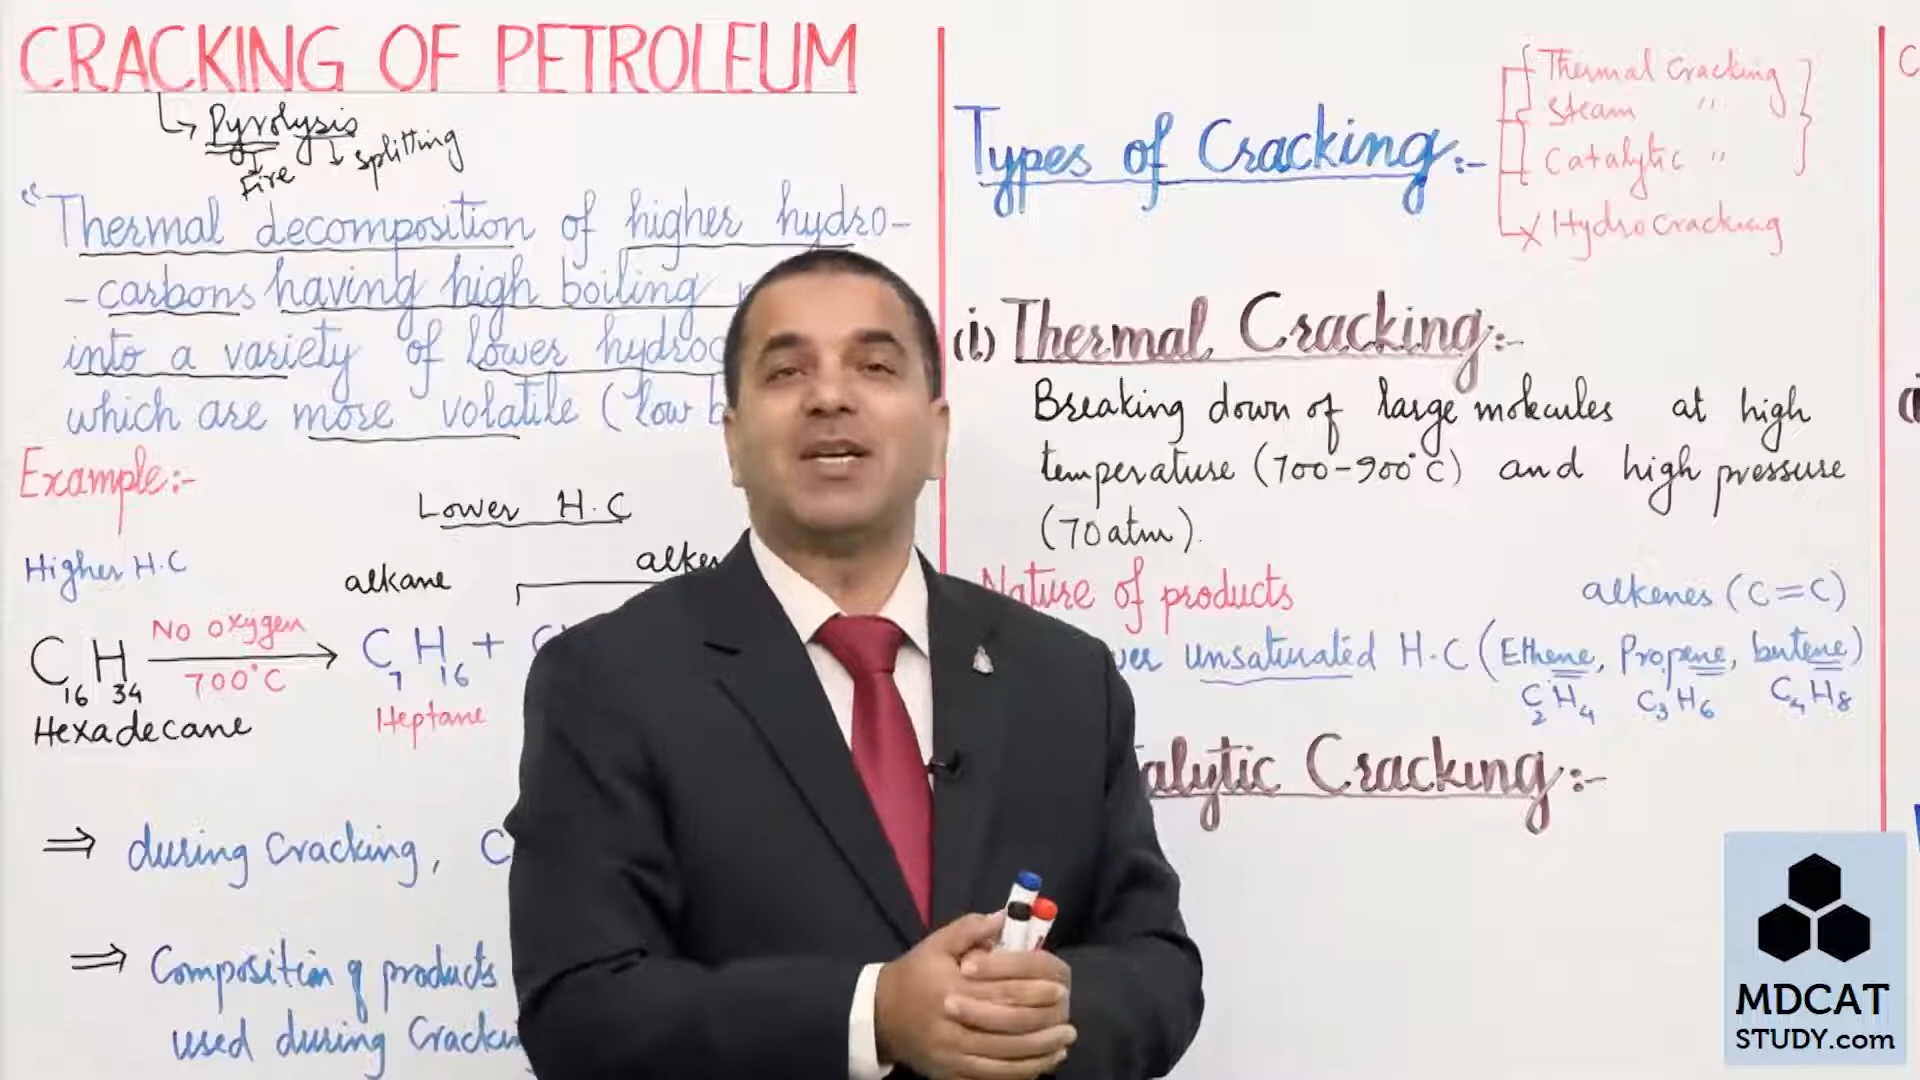 CRACKING OF PETROLEUM
Pyrolysis
Fire
splitting
"Thermal decomposition of higher hydro-
-carbons having high boiling
into a variety of lower
which are more volatile (low
Example:-
Lower H.C
Higher H.C
alkane
No oxygen
C16H34 → C7H16 +
700°C
Hexadecane
Heptane
⇒ during Cracking,
⇒ Composition of products
used during
Types of Cracking:-
Thermal Cracking
Steam "
Catalytic "
Hydrocracking
(i) Thermal Cracking:-
Breaking down of large molecules at high
temperature (700-900°C) and high pressure
(70atm).
Nature of products
alkenes (C=C)
unsaturated H.C (Ethene, Propene, butene)
C2H4 C3H6 C4H8
Cracking:-
MDCAT
STUDY.com